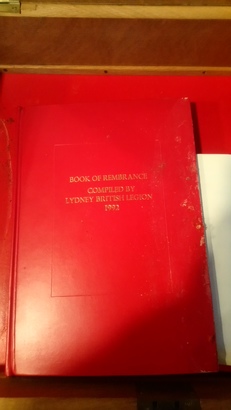 BOOK OF REMBRANCE
COMPILED BY
LYDNEY BRITISH LEGION
1992